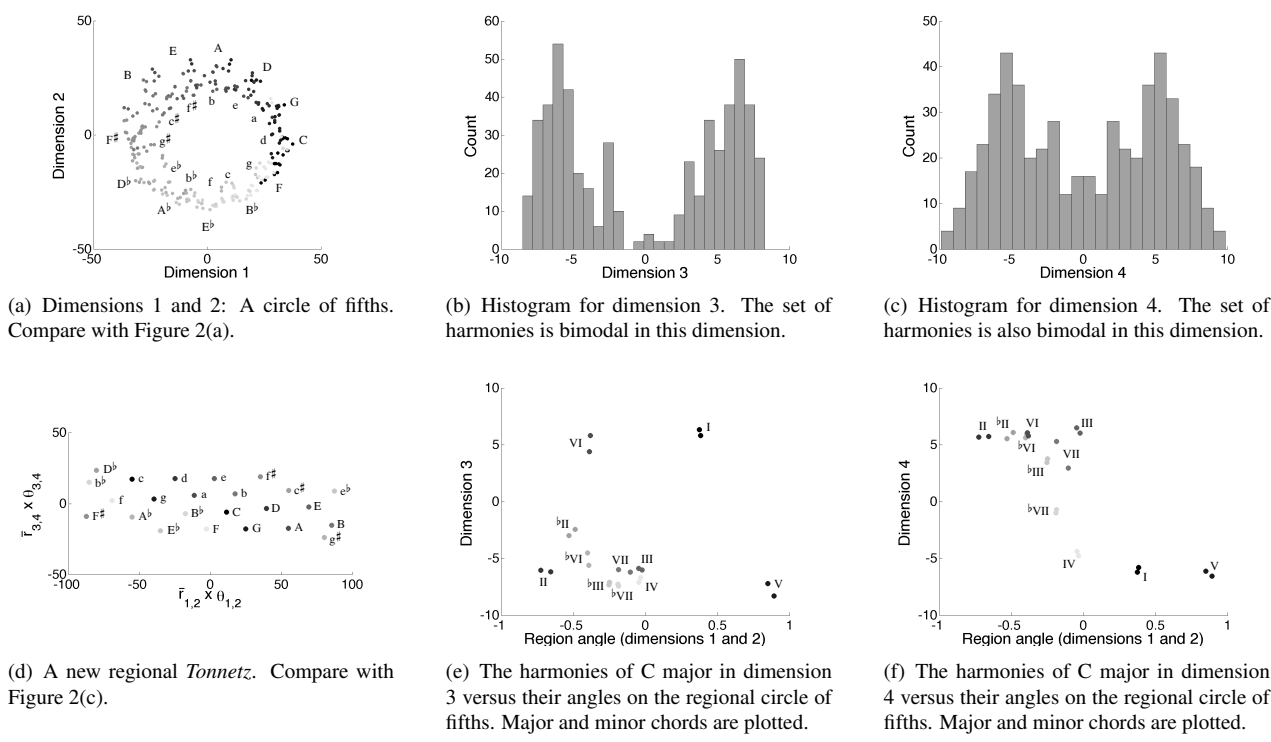 50
0
-50
-50
0
50
Dimension 2
Dimension 1
E
A
D
B
G
f♯
b
e
a
c♯
F♯
g♯
d
C
e♭
g
D♭
b♭
f
c
F
A♭
B♭
E♭
60
50
40
30
20
10
0
-10
-5
0
5
10
Count
Dimension 3
50
40
30
20
10
0
-10
-5
0
5
10
Count
Dimension 4
(a) Dimensions 1 and 2: A circle of fifths.
Compare with Figure 2(a).
(b) Histogram for dimension 3. The set of
harmonies is bimodal in this dimension.
(c) Histogram for dimension 4. The set of
harmonies is also bimodal in this dimension.
50
0
-50
-100
-50
0
50
100
r̄3,4 x θ3,4
r̄1,2 x θ1,2
D♭
c
d
e
f♯
b♭
f
g
a
b
c♯
e♭
F♯
A♭
B♭
C
D
E
E♭
F
G
A
B
g♯
10
5
0
-5
-10
-1
-0.5
0
0.5
1
Dimension 3
Region angle (dimensions 1 and 2)
VI
I
♭II
♭VI
VII
III
II
♭III
♭VII
IV
V
10
5
0
-5
-10
-1
-0.5
0
0.5
1
Dimension 4
Region angle (dimensions 1 and 2)
II
♭II
VI
III
♭VI
VII
♭III
♭VII
IV
I
V
(d) A new regional Tonnetz. Compare with
Figure 2(c).
(e) The harmonies of C major in dimension
3 versus their angles on the regional circle of
fifths. Major and minor chords are plotted.
(f) The harmonies of C major in dimension
4 versus their angles on the regional circle of
fifths. Major and minor chords are plotted.